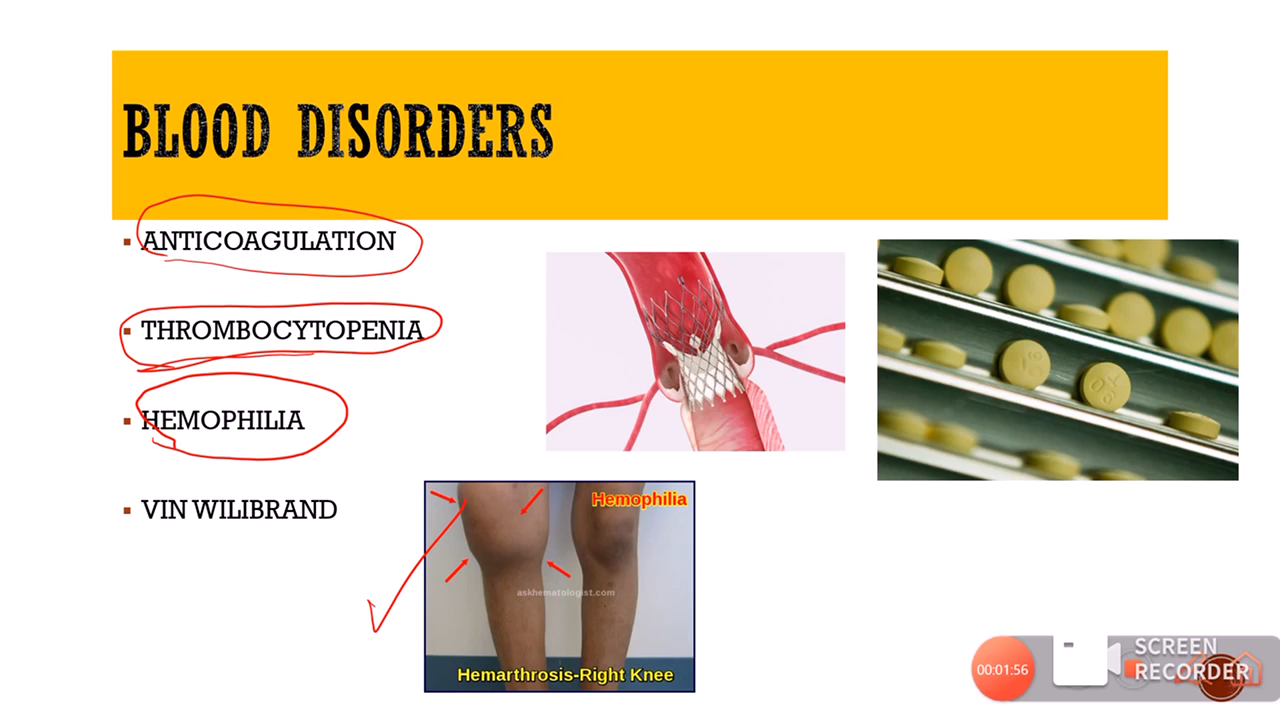 BLOOD DISORDERS
ANTICOAGULATION
THROMBOCYTOPENIA
HEMOPHILIA
VIN WILIBRAND
Hemophilia
askhematologist.com
Hemarthrosis-Right Knee
00:01:56
SCREEN
RECORDER